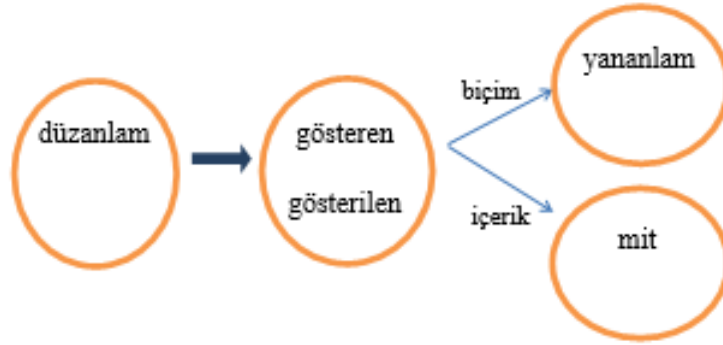 düzanlam
gösteren
gösterilen
biçim
içerik
yananlam
mit